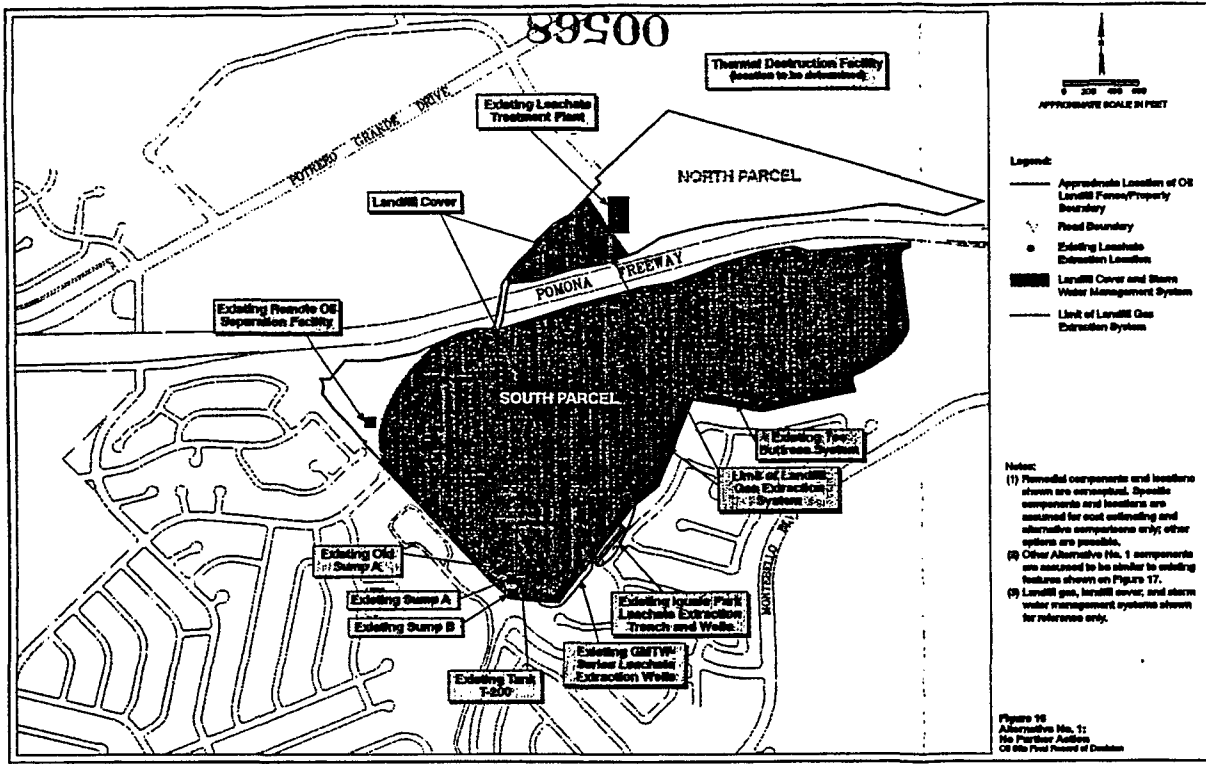 00568
Thermal Destruction Facility
(location to be determined)
Existing Leachate
Treatment Plant
POTRERO GRANDE DRIVE
NORTH PARCEL
Landfill Cover
POMONA FREEWAY
Existing Remote Oil
Separation Facility
SOUTH PARCEL
Existing Toe
Buttress System
Limit of Landfill
Gas Extraction
System
Existing Old
Sump A
Existing Sump A
Existing Sump B
Existing Iguala Park
Leachate Extraction
Trench and Wells
Existing GMTW-
Series Leachate
Extraction Wells
Existing Tank
T-200
MONTEBELLO
0 200 400 600
APPROXIMATE SCALE IN FEET
Legend:
Approximate Location of OII
Landfill Fence/Property
Boundary
Road Boundary
Existing Leachate
Extraction Location
Landfill Cover and Storm
Water Management System
Limit of Landfill Gas
Extraction System
Notes:
(1) Remedial components and locations
shown are conceptual. Specific
components and locations are
assumed for cost estimating and
alternative comparisons only; other
options are possible.
(2) Other Alternative No. 1 components
are assumed to be similar to existing
features shown on Figure 17.
(3) Landfill gas, landfill cover, and storm
water management systems shown
for reference only.
Figure 16
Alternative No. 1:
No Further Action
OII Site Final Record of Decision